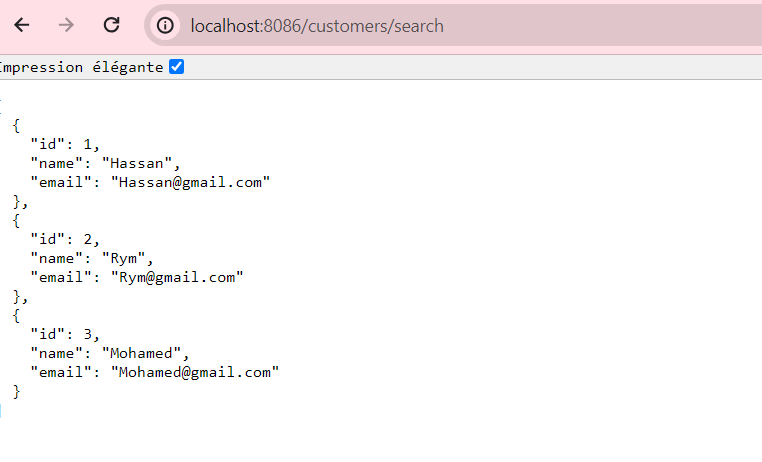 localhost:8086/customers/search
Impression élégante
[
{
"id": 1,
"name": "Hassan",
"email": "Hassan@gmail.com"
},
{
"id": 2,
"name": "Rym",
"email": "Rym@gmail.com"
},
{
"id": 3,
"name": "Mohamed",
"email": "Mohamed@gmail.com"
}
]